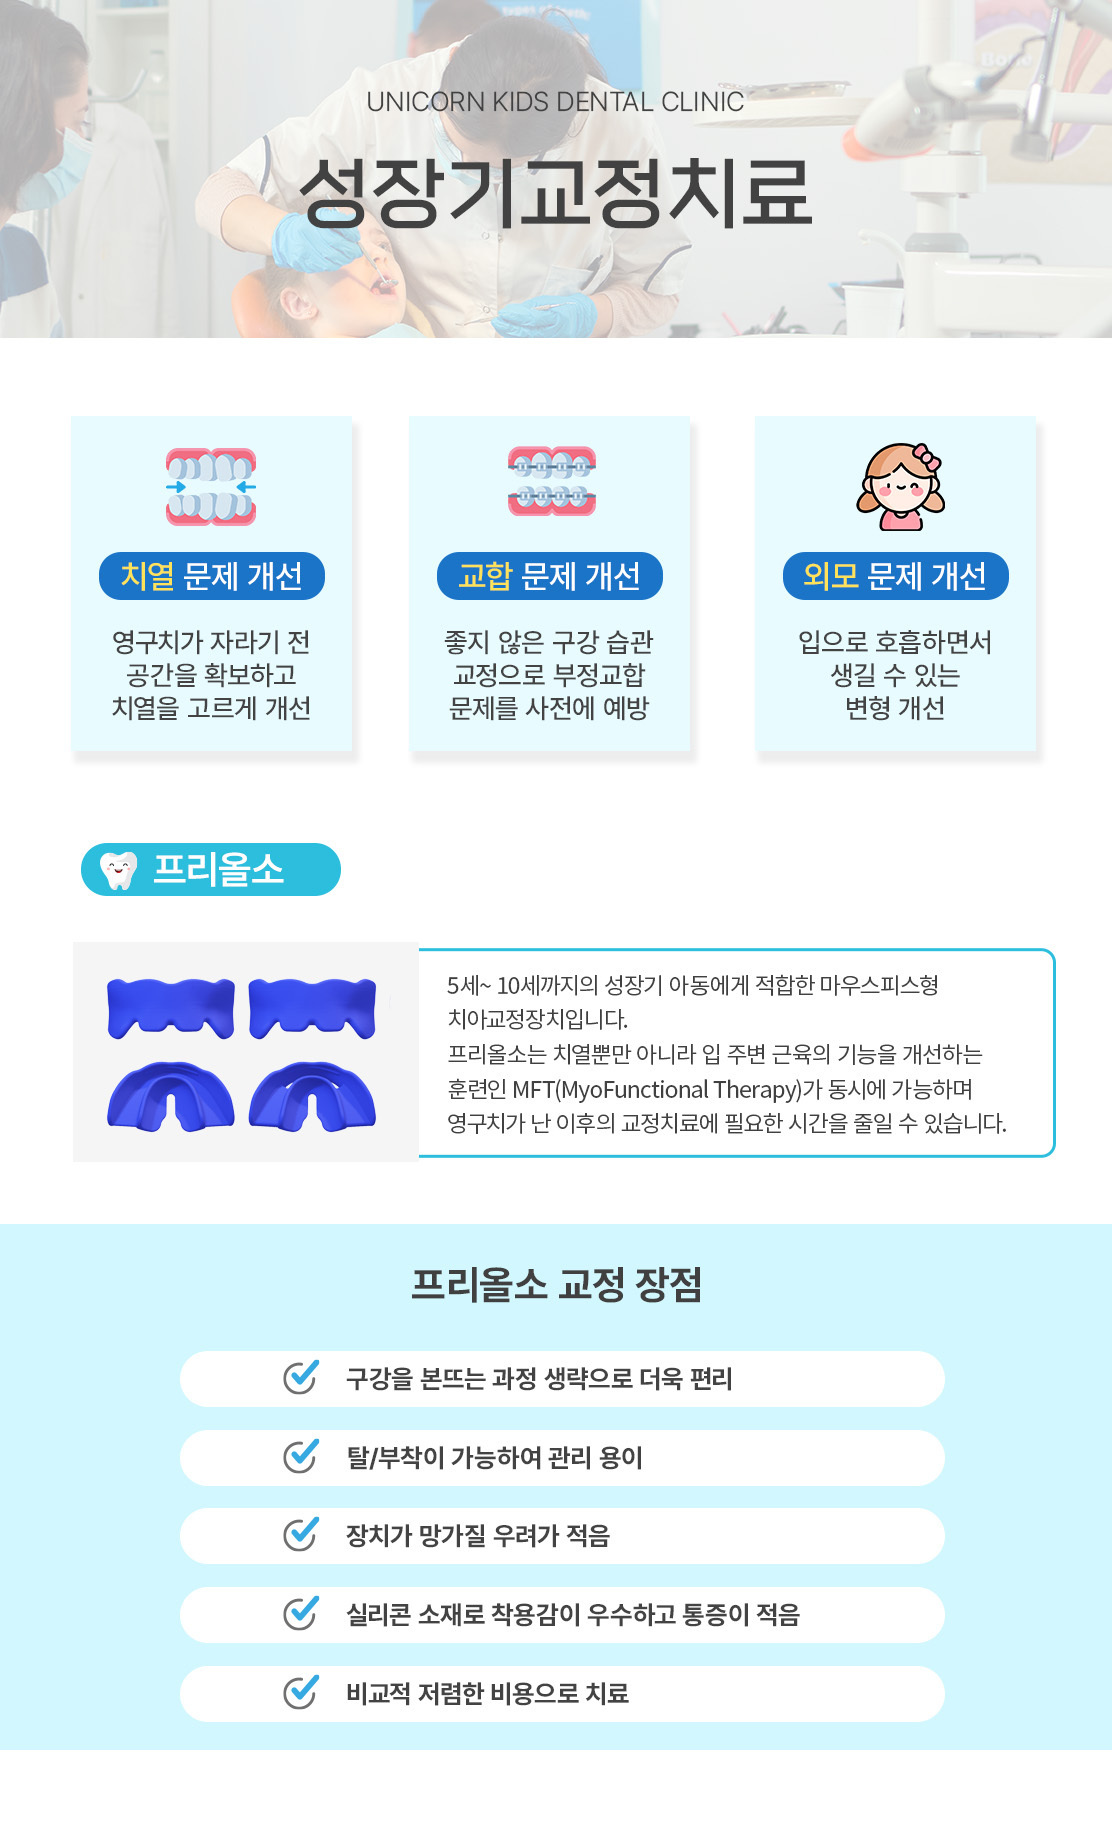 UNICORN KIDS DENTAL CLINIC
성장기교정치료
치열 문제 개선
영구치가 자라기 전
공간을 확보하고
치열을 고르게 개선
교합 문제 개선
좋지 않은 구강 습관
교정으로 부정교합
문제를 사전에 예방
외모 문제 개선
입으로 호흡하면서
생길 수 있는
변형 개선
프리올소
5세~ 10세까지의 성장기 아동에게 적합한 마우스피스형
치아교정장치입니다.
프리올소는 치열뿐만 아니라 입 주변 근육의 기능을 개선하는
훈련인 MFT(MyoFunctional Therapy)가 동시에 가능하며
영구치가 난 이후의 교정치료에 필요한 시간을 줄일 수 있습니다.
프리올소 교정 장점
구강을 본뜨는 과정 생략으로 더욱 편리
탈/부착이 가능하여 관리 용이
장치가 망가질 우려가 적음
실리콘 소재로 착용감이 우수하고 통증이 적음
비교적 저렴한 비용으로 치료